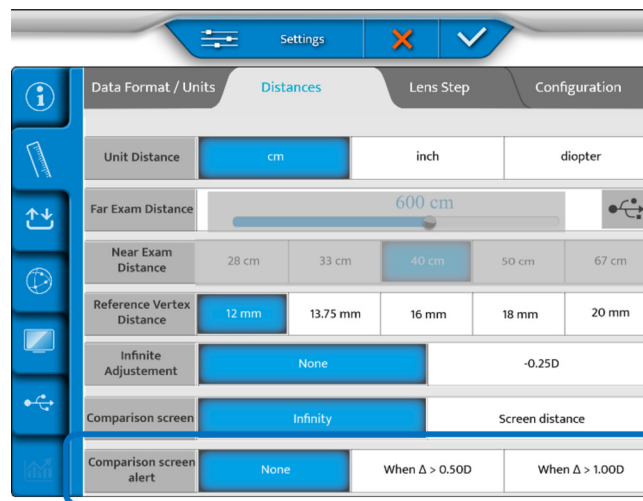 Settings
Data Format / Units Distances Lens Step Configuration
Unit Distance cm inch diopter
Far Exam Distance 600 cm
Near Exam
Distance 28 cm 33 cm 40 cm 50 cm 67 cm
Reference Vertex
Distance 12 mm 13.75 mm 16 mm 18 mm 20 mm
Infinite
Adjustement None -0.25D
Comparison screen Infinity Screen distance
Comparison screen
alert None When Δ > 0.50D When Δ > 1.00D